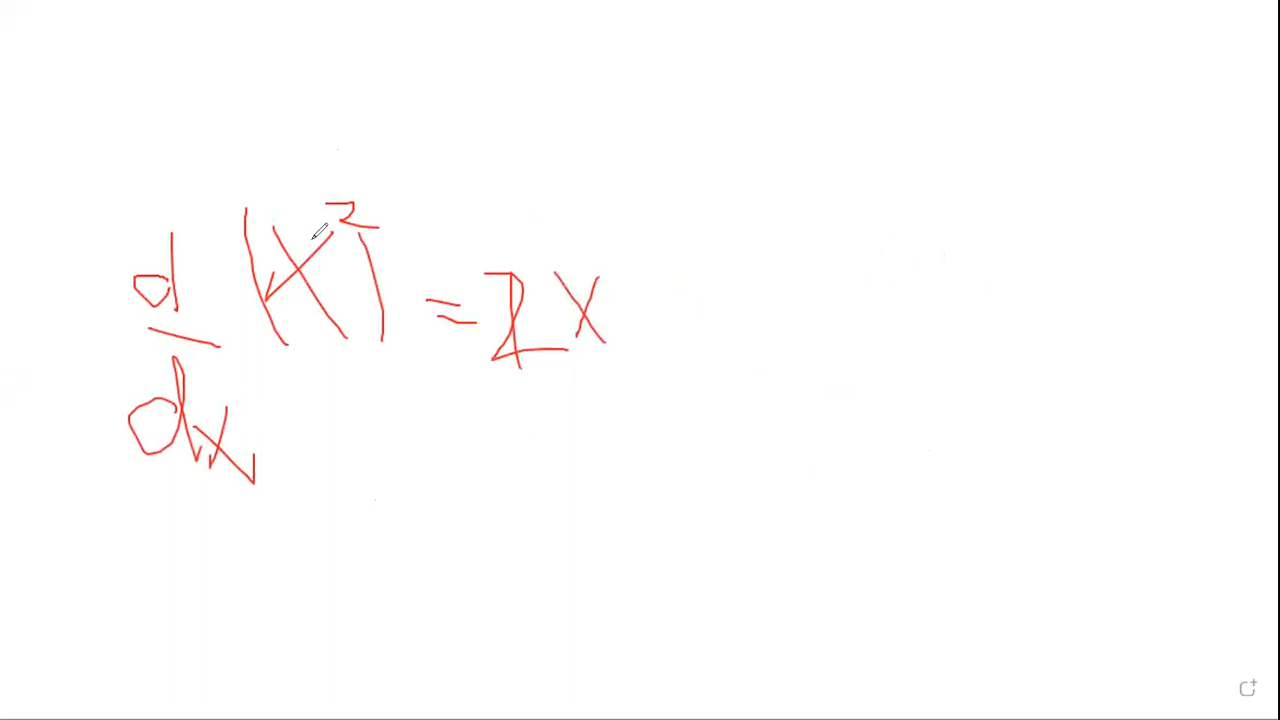 d/dx (x²) = 2x